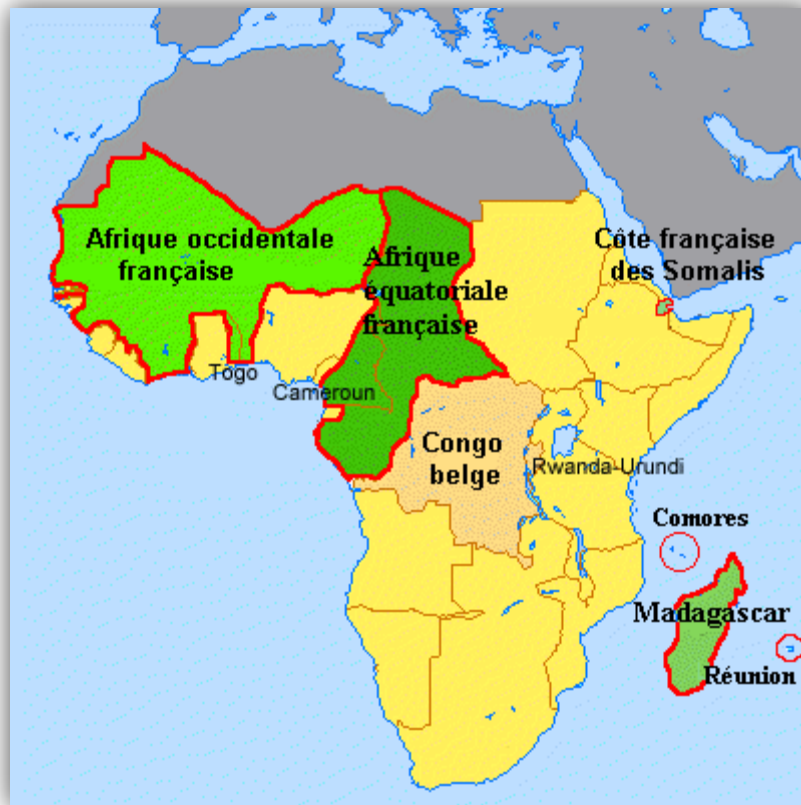 Afrique occidentale
française
Afrique
équatoriale
française
Côte française
des Somalis
Togo
Cameroun
Congo
belge
Rwanda-Urundi
Comores
Madagascar
Réunion